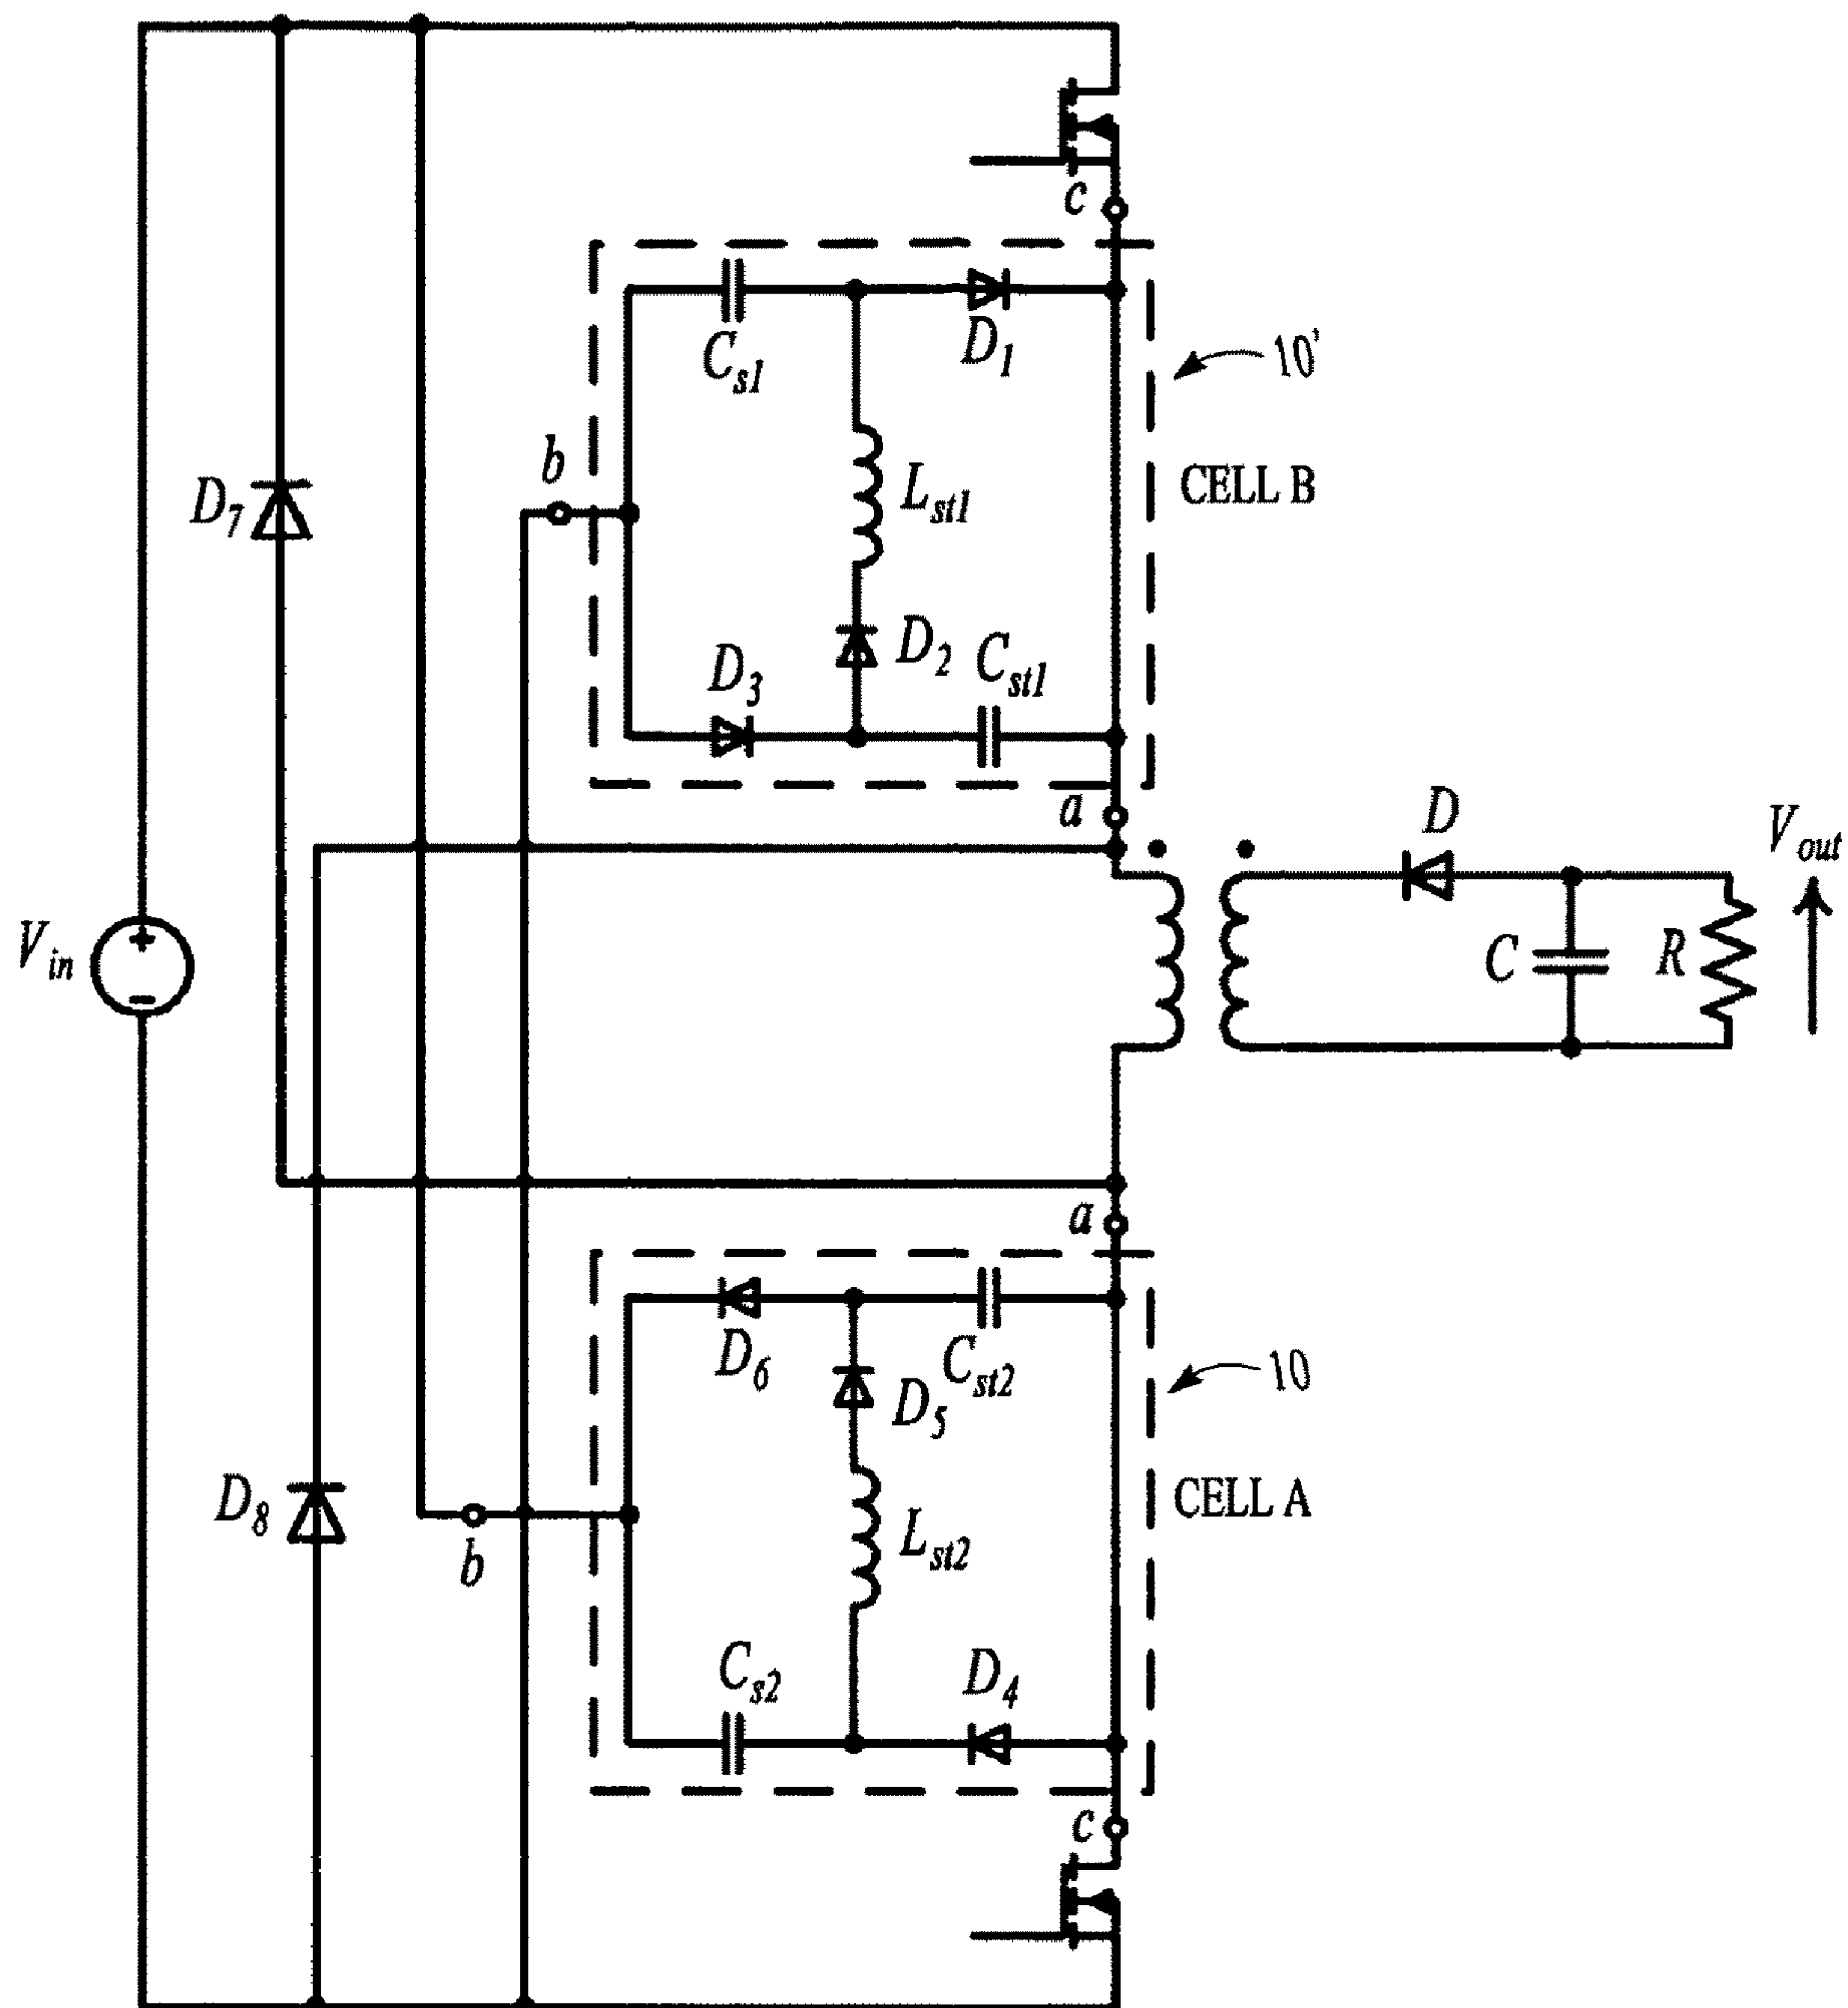 c
C_s1
D_1
10'
b
L_st1
CELL B
D_7
D_3
D_2
C_st1
a
D
V_out
V_in
+
-
C
R
a
D_6
C_st2
10
D_5
D_8
L_st2
CELL A
b
C_s2
D_4
c